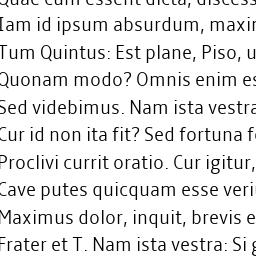 Quae cum essent dicta, discess
Iam id ipsum absurdum, maxim
Tum Quintus: Est plane, Piso, u
Quonam modo? Omnis enim es
Sed videbimus. Nam ista vestra
Cur id non ita fit? Sed fortuna f
Proclivi currit oratio. Cur igitur,
Cave putes quicquam esse veri
Maximus dolor, inquit, brevis e
Frater et T. Nam ista vestra: Si g